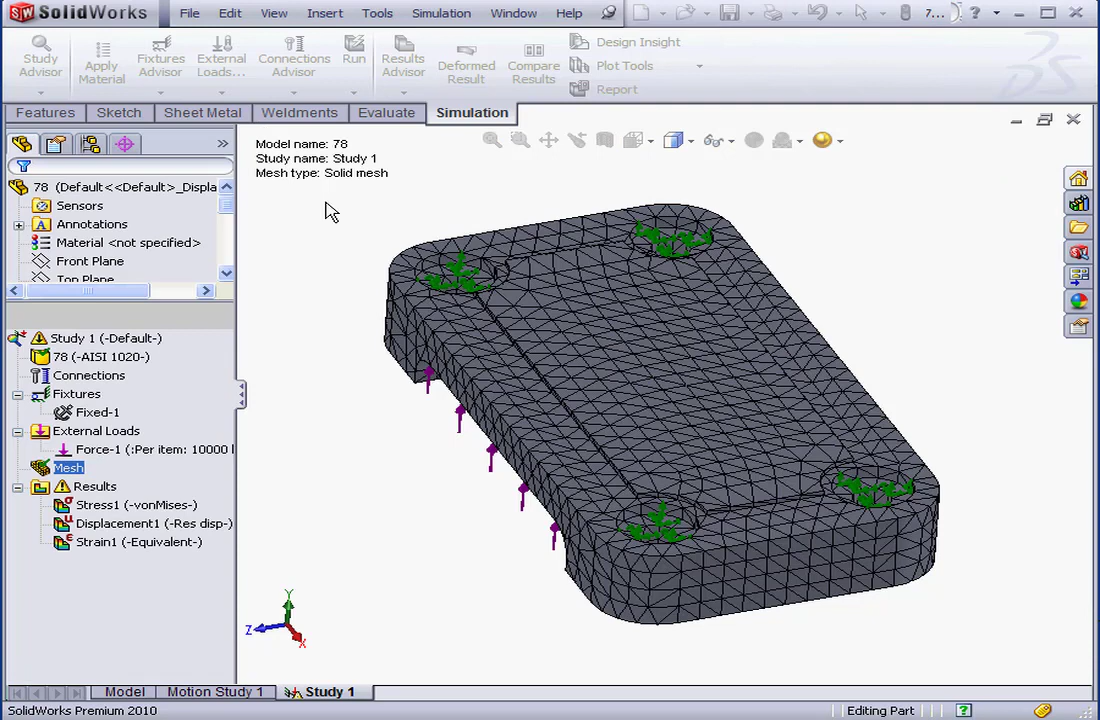 SolidWorks File Edit View Insert Tools Simulation Window Help 7...
Study Advisor
Apply Material
Fixtures Advisor
External Loads...
Connections Advisor
Run
Results Advisor
Deformed Result
Compare Results
Design Insight
Plot Tools
Report
Features Sketch Sheet Metal Weldments Evaluate Simulation
Model name: 78
Study name: Study 1
Mesh type: Solid mesh
78 (Default<<Default>_Displa
Sensors
Annotations
Material <not specified>
Front Plane
Top Plane
Study 1 (-Default-)
78 (-AISI 1020-)
Connections
Fixtures
Fixed-1
External Loads
Force-1 (:Per item: 10000
Mesh
Results
Stress1 (-vonMises-)
Displacement1 (-Res disp-)
Strain1 (-Equivalent-)
Y
Z
X
Model Motion Study 1 Study 1
SolidWorks Premium 2010 Editing Part